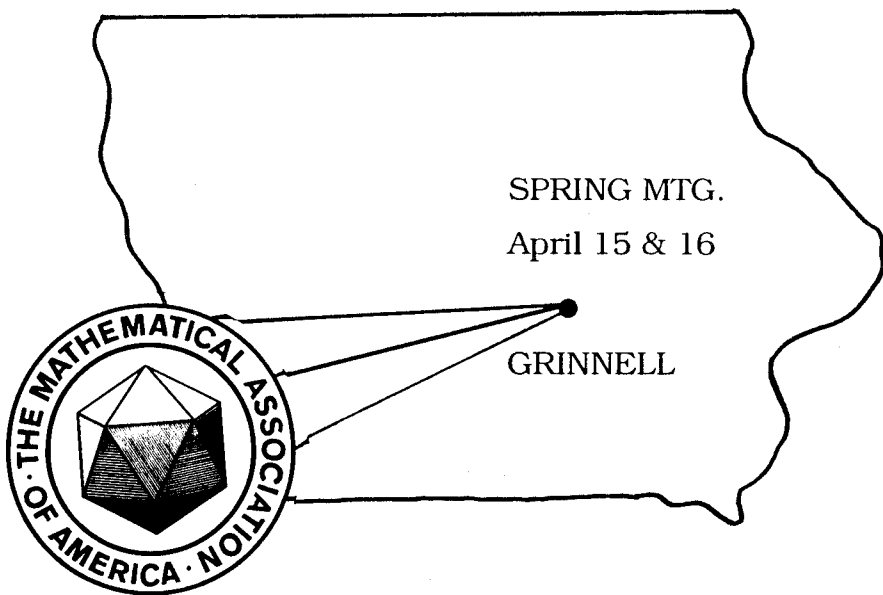 SPRING MTG.
April 15 & 16
GRINNELL
· THE MATHEMATICAL ASSOCIATION
· OF AMERICA